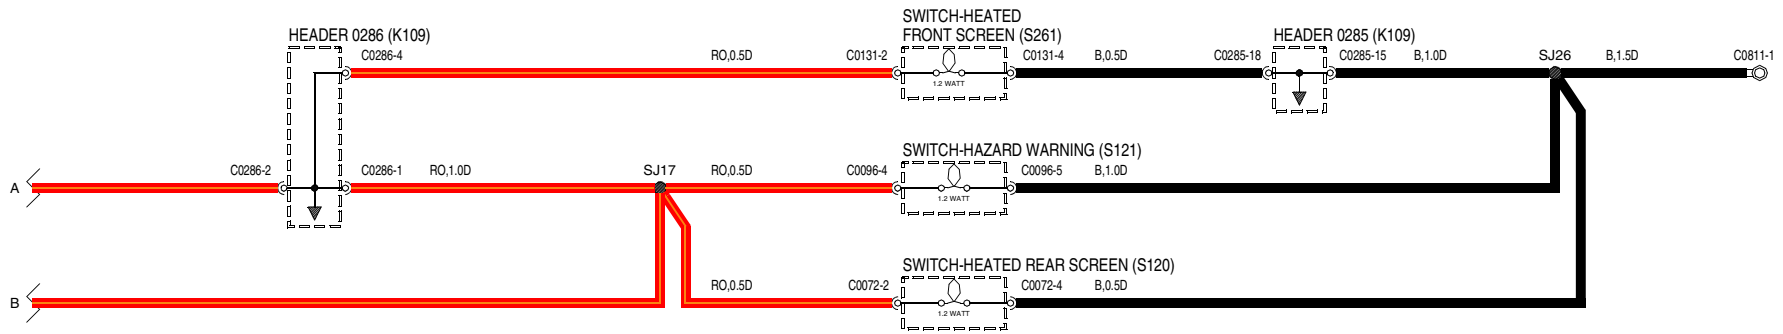 SWITCH-HEATED
FRONT SCREEN (S261)
HEADER 0286 (K109)
HEADER 0285 (K109)
C0286-4
RO,0.5D
C0131-2
C0131-4
B,0.5D
C0285-18
C0285-15
B,1.0D
SJ26
B,1.5D
C0811-1
1.2 WATT
SWITCH-HAZARD WARNING (S121)
A
C0286-2
C0286-1
RO,1.0D
SJ17
RO,0.5D
C0096-4
C0096-5
B,1.0D
1.2 WATT
SWITCH-HEATED REAR SCREEN (S120)
B
RO,0.5D
C0072-2
C0072-4
B,0.5D
1.2 WATT